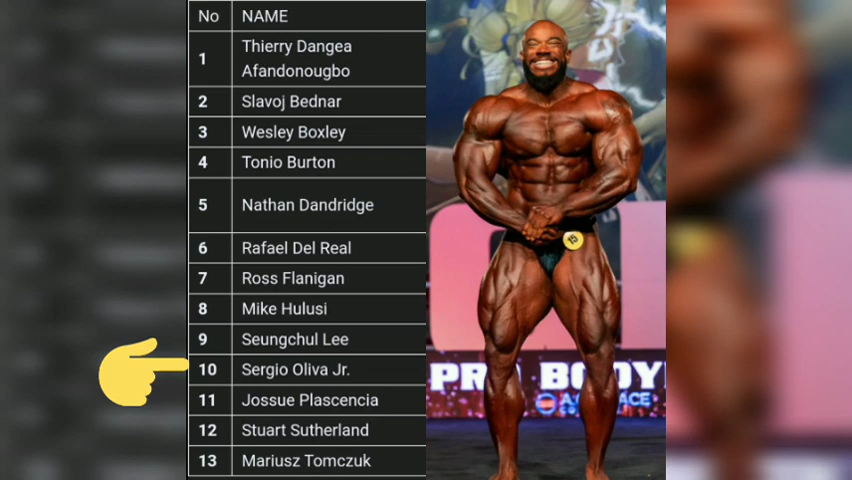 No NAME
1 Thierry Dangea
Afandonougbo
2 Slavoj Bednar
3 Wesley Boxley
4 Tonio Burton
5 Nathan Dandridge
6 Rafael Del Real
7 Ross Flanigan
8 Mike Hulusi
9 Seungchul Lee
10 Sergio Oliva Jr.
11 Jossue Plascencia
12 Stuart Sutherland
13 Mariusz Tomczuk
15
PRO BODY